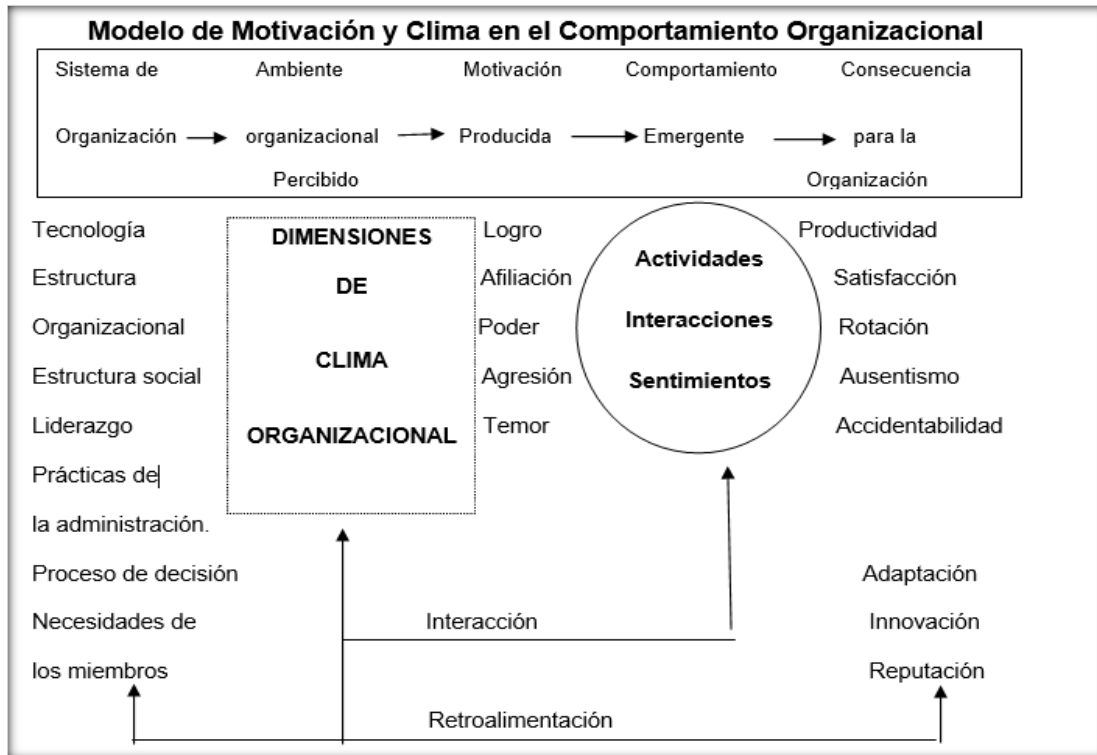 Modelo de Motivación y Clima en el Comportamiento Organizacional
Sistema de Ambiente Motivación Comportamiento Consecuencia
Organización organizacional Producida Emergente para la
Percibido Organización
Tecnología DIMENSIONES Logro Actividades Productividad
Estructura DE Afiliación Interacciones Satisfacción
Organizacional CLIMA Poder Sentimientos Rotación
Estructura social ORGANIZACIONAL Agresión Ausentismo
Liderazgo Temor Accidentabilidad
Prácticas de
la administración.
Proceso de decisión Adaptación
Necesidades de Interacción Innovación
los miembros Reputación
Retroalimentación